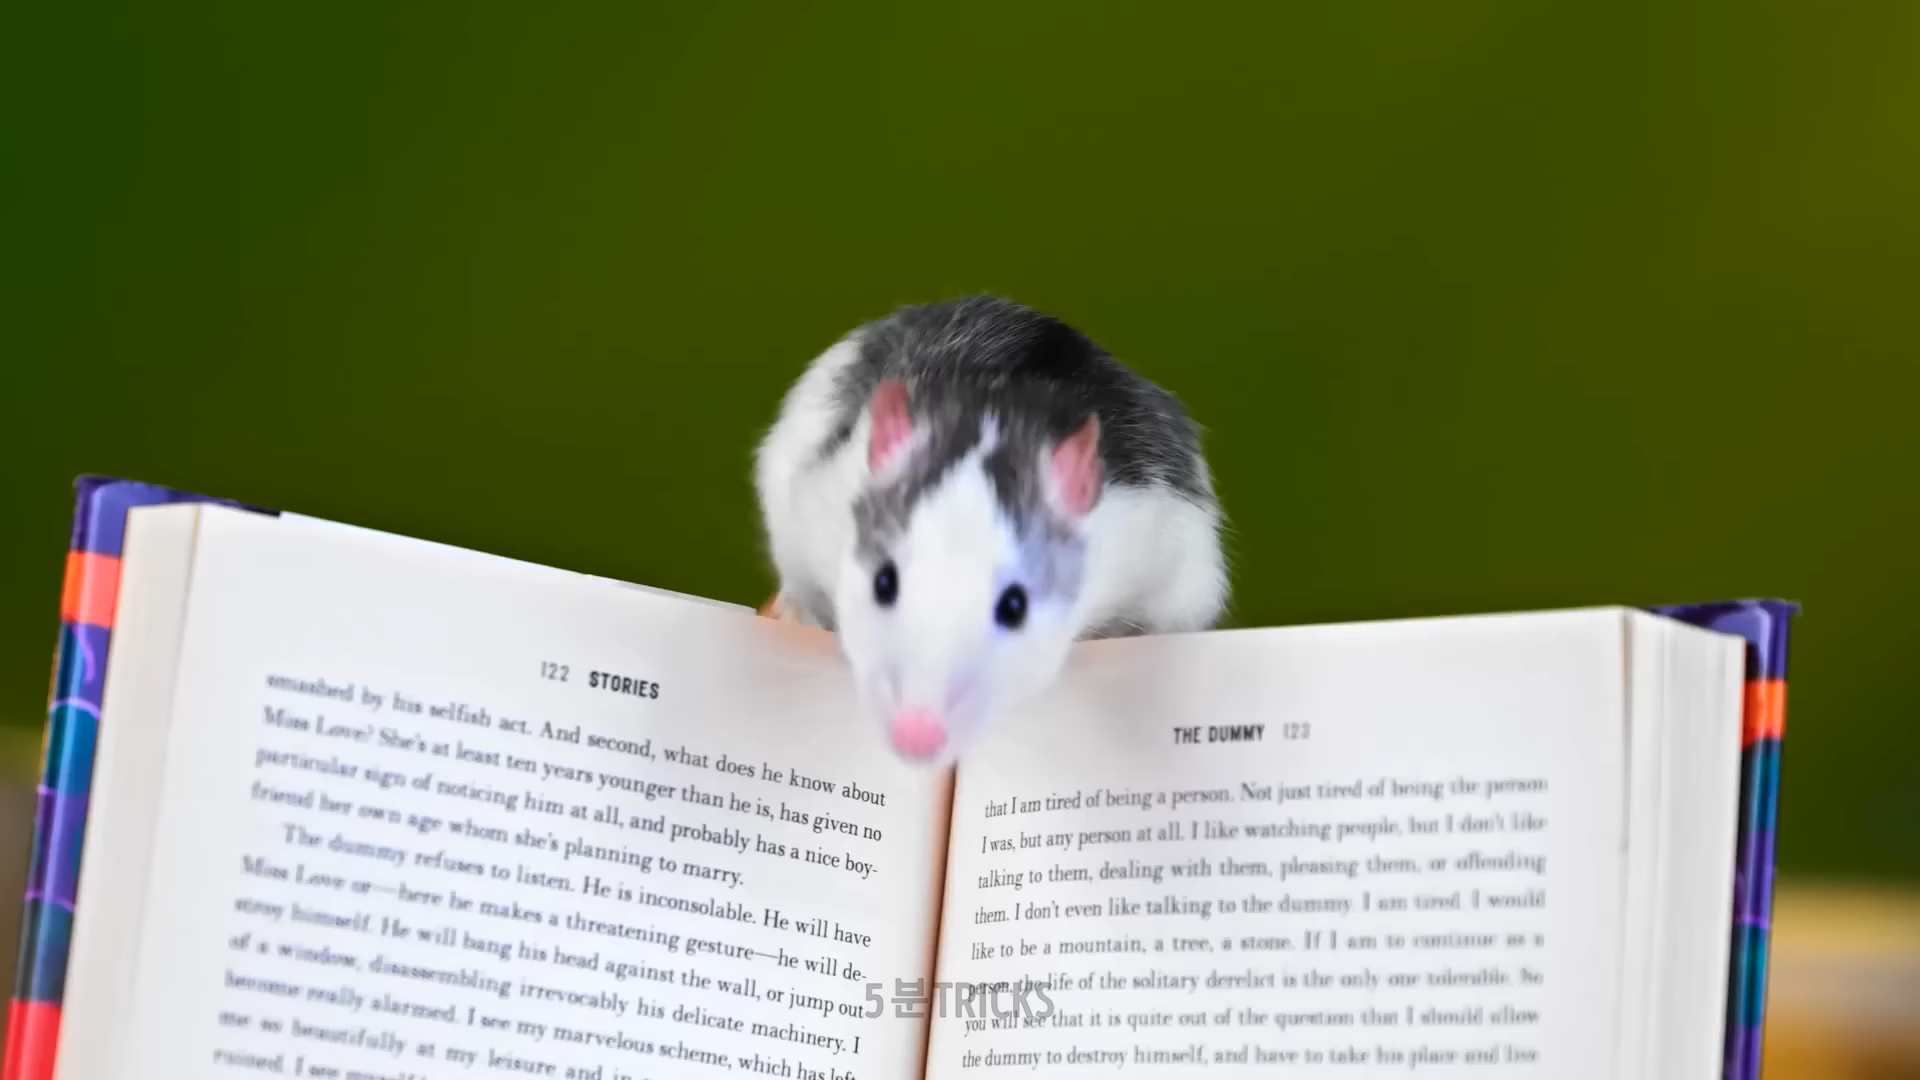 122 STORIES
smashed by his selfish act. And second, what does he know about
Miss Love? She's at least ten years younger than he is, has given no
particular sign of noticing him at all, and probably has a nice boy-
friend her own age whom she's planning to marry.
The dummy refuses to listen. He is inconsolable. He will have
Miss Love or—here he makes a threatening gesture—he will de-
stroy himself. He will bang his head against the wall, or jump out
of a window, disassembling irrevocably his delicate machinery. I
become really alarmed. I see my marvelous scheme, which has left
me so beautifully at my leisure and in
ruined. I see myself
THE DUMMY 123
that I am tired of being a person. Not just tired of being the person
I was, but any person at all. I like watching people, but I don't like
talking to them, dealing with them, pleasing them, or offending
them. I don't even like talking to the dummy. I am tired. I would
like to be a mountain, a tree, a stone. If I am to continue as a
person, the life of the solitary derelict is the only one tolerable. So
you will see that it is quite out of the question that I should allow
the dummy to destroy himself, and have to take his place and live
5분TRICKS